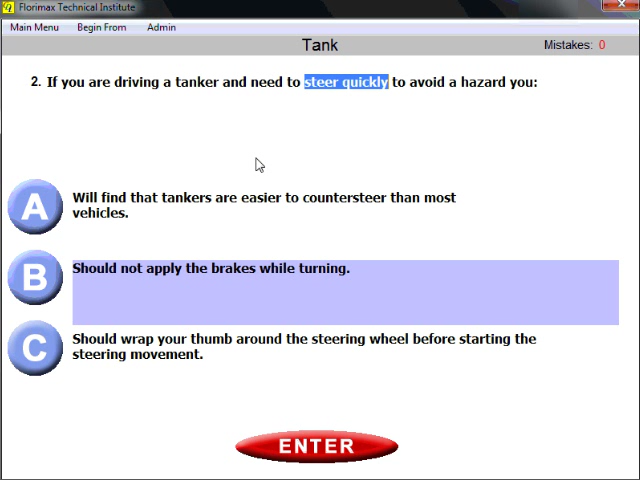 Florimax Technical Institute
Main Menu Begin From Admin
Tank Mistakes: 0
2. If you are driving a tanker and need to steer quickly to avoid a hazard you:
A Will find that tankers are easier to countersteer than most
vehicles.
B Should not apply the brakes while turning.
C Should wrap your thumb around the steering wheel before starting the
steering movement.
ENTER